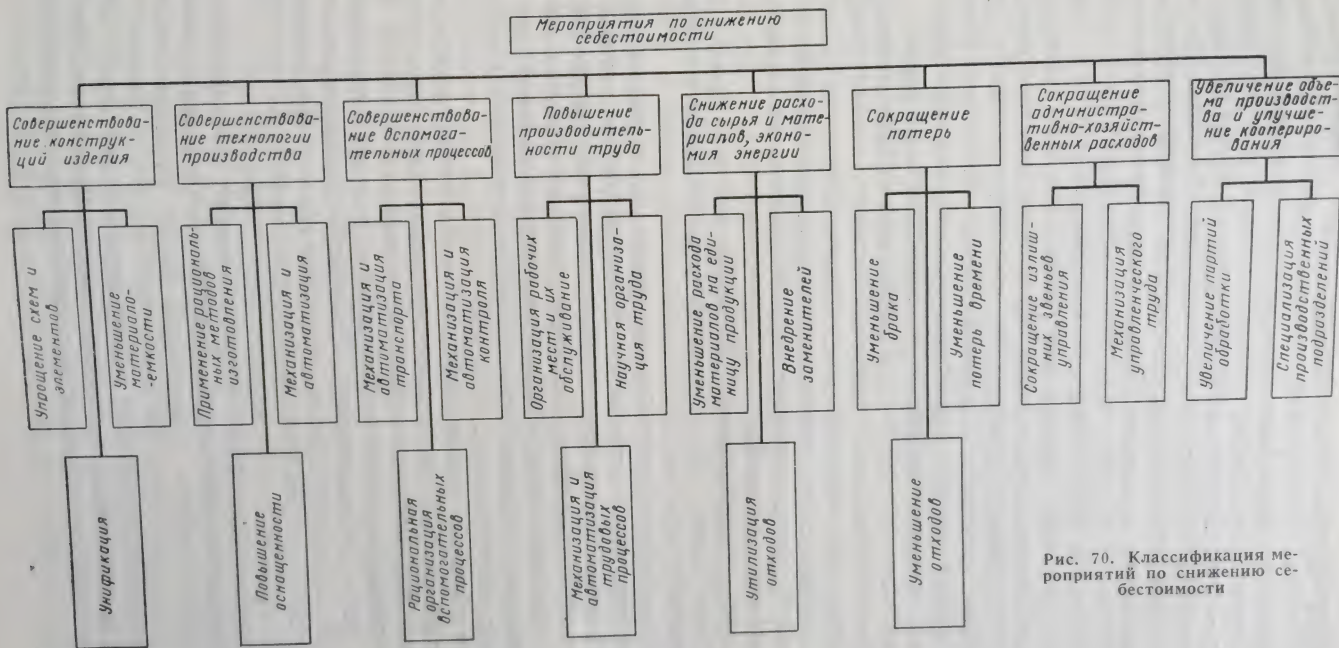 Мероприятия по снижению
себестоимости
Совершенствова-
ние конструк-
ций изделия
Совершенствова-
ние технологии
производства
Совершенствова-
ние вспомога-
тельных процессов
Повышение
производитель-
ности труда
Снижение расхо-
да сырья и мате-
риалов, эконо-
мия энергии
Сокращение
потерь
Сокращение
администра-
тивно-хозяйст-
венных расходов
Увеличение объе-
ма производст-
ва и улучше-
ние коопериро-
вания
Упрощение схем и
элементов
Уменьшение
материало-
-емкости
Применение рациональ-
ных методов
изготовления
Механизация и
автоматизация
Механизация и
автиматизация
транспорта
Механизация и
автоматизация
контроля
Организация рабочих
мест и их
обслуживание
научная организа-
ция труда
Уменьшение расхода
материалов на еди-
ницу продукции
Внедрение
заменителей
Уменьшение
брака
Уменьшение
потерь времени
Сокращение излиш-
них звеньев
управления
Механизация
управленческого
труда
Увеличение партий
обработки
Специализация
производственных
подразделений
Унификация
Повышение
оснащенности
Рациональная
организация
вспомогательных
процессов
Механизация и
автоматизация
трудовых
процессов
Утилизация
отходов
Уменьшение
отходов
Рис. 70. Классификация ме-
роприятий по снижению се-
бестоимости